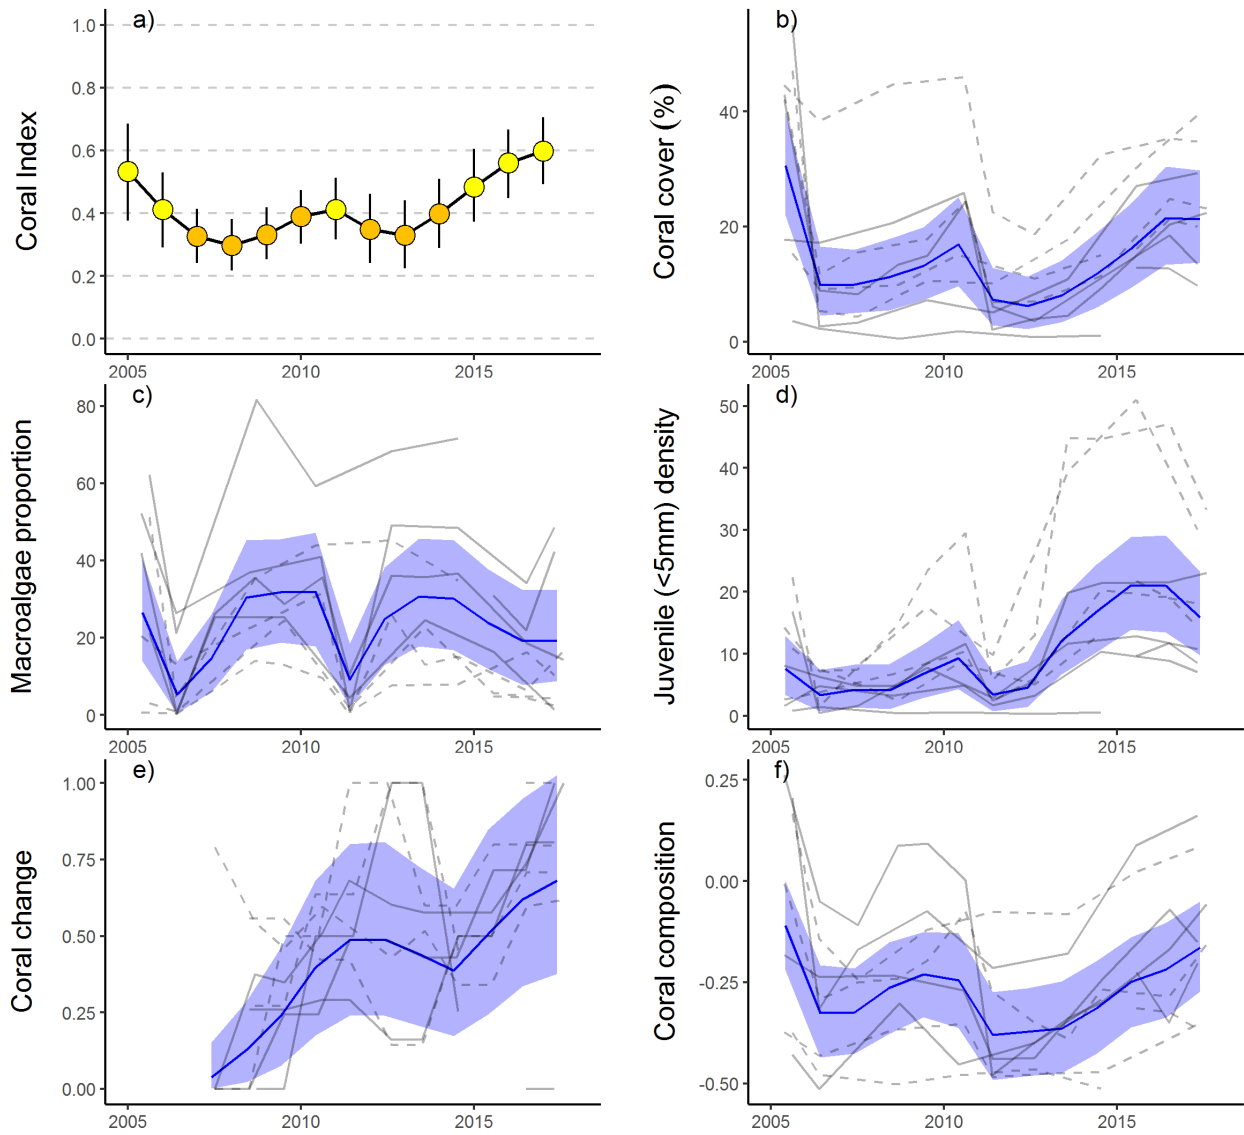 a)
Coral Index
1.0
0.8
0.6
0.4
0.2
0.0
2005 2010 2015
b)
Coral cover (%)
40
20
0
2005 2010 2015
c)
Macroalgae proportion
80
60
40
20
0
2005 2010 2015
d)
Juvenile (<5mm) density
50
40
30
20
10
0
2005 2010 2015
e)
Coral change
1.00
0.75
0.50
0.25
0.00
2005 2010 2015
f)
Coral composition
0.25
0.00
-0.25
-0.50
2005 2010 2015